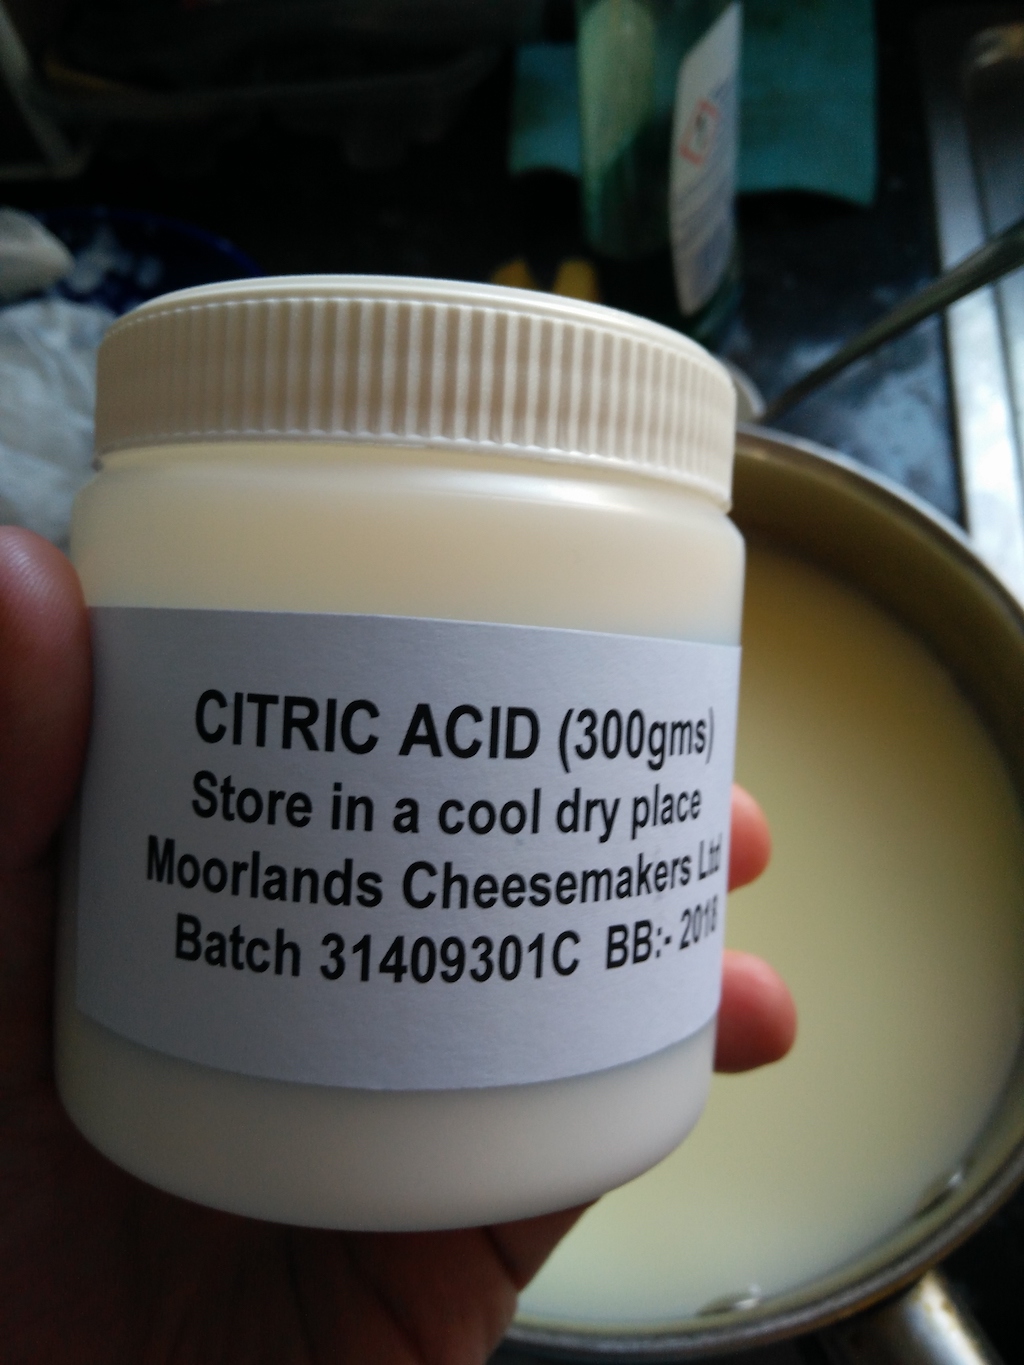 CITRIC ACID (300gms)
Store in a cool dry place
Moorlands Cheesemakers Ltd
Batch 31409301C BB:- 2018